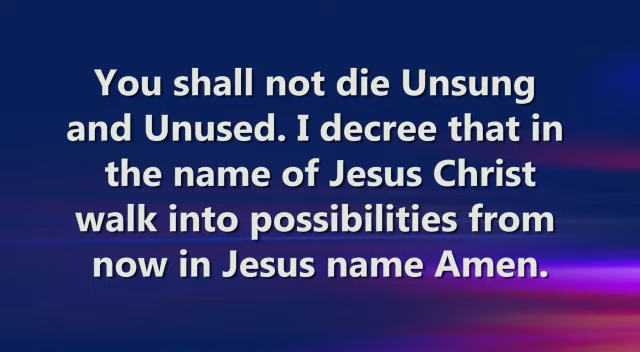 You shall not die Unsung
and Unused. I decree that in
the name of Jesus Christ
walk into possibilities from
now in Jesus name Amen.